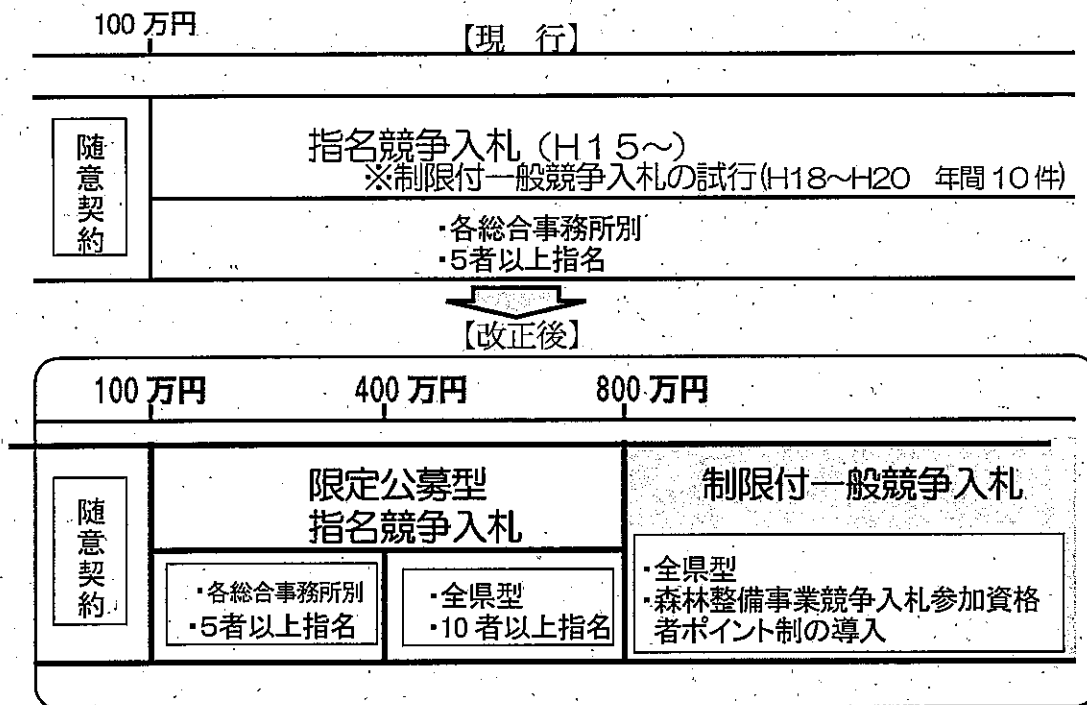 100万円
【現 行】
随意契約
指名競争入札（H15～）
※制限付一般競争入札の試行(H18～H20 年間10件)
・各総合事務所別
・5者以上指名
【改正後】
100万円 400万円 800万円
随意契約
限定公募型
指名競争入札
・各総合事務所別
・5者以上指名
・全県型
・10者以上指名
制限付一般競争入札
・全県型
・森林整備事業競争入札参加資格
者ポイント制の導入